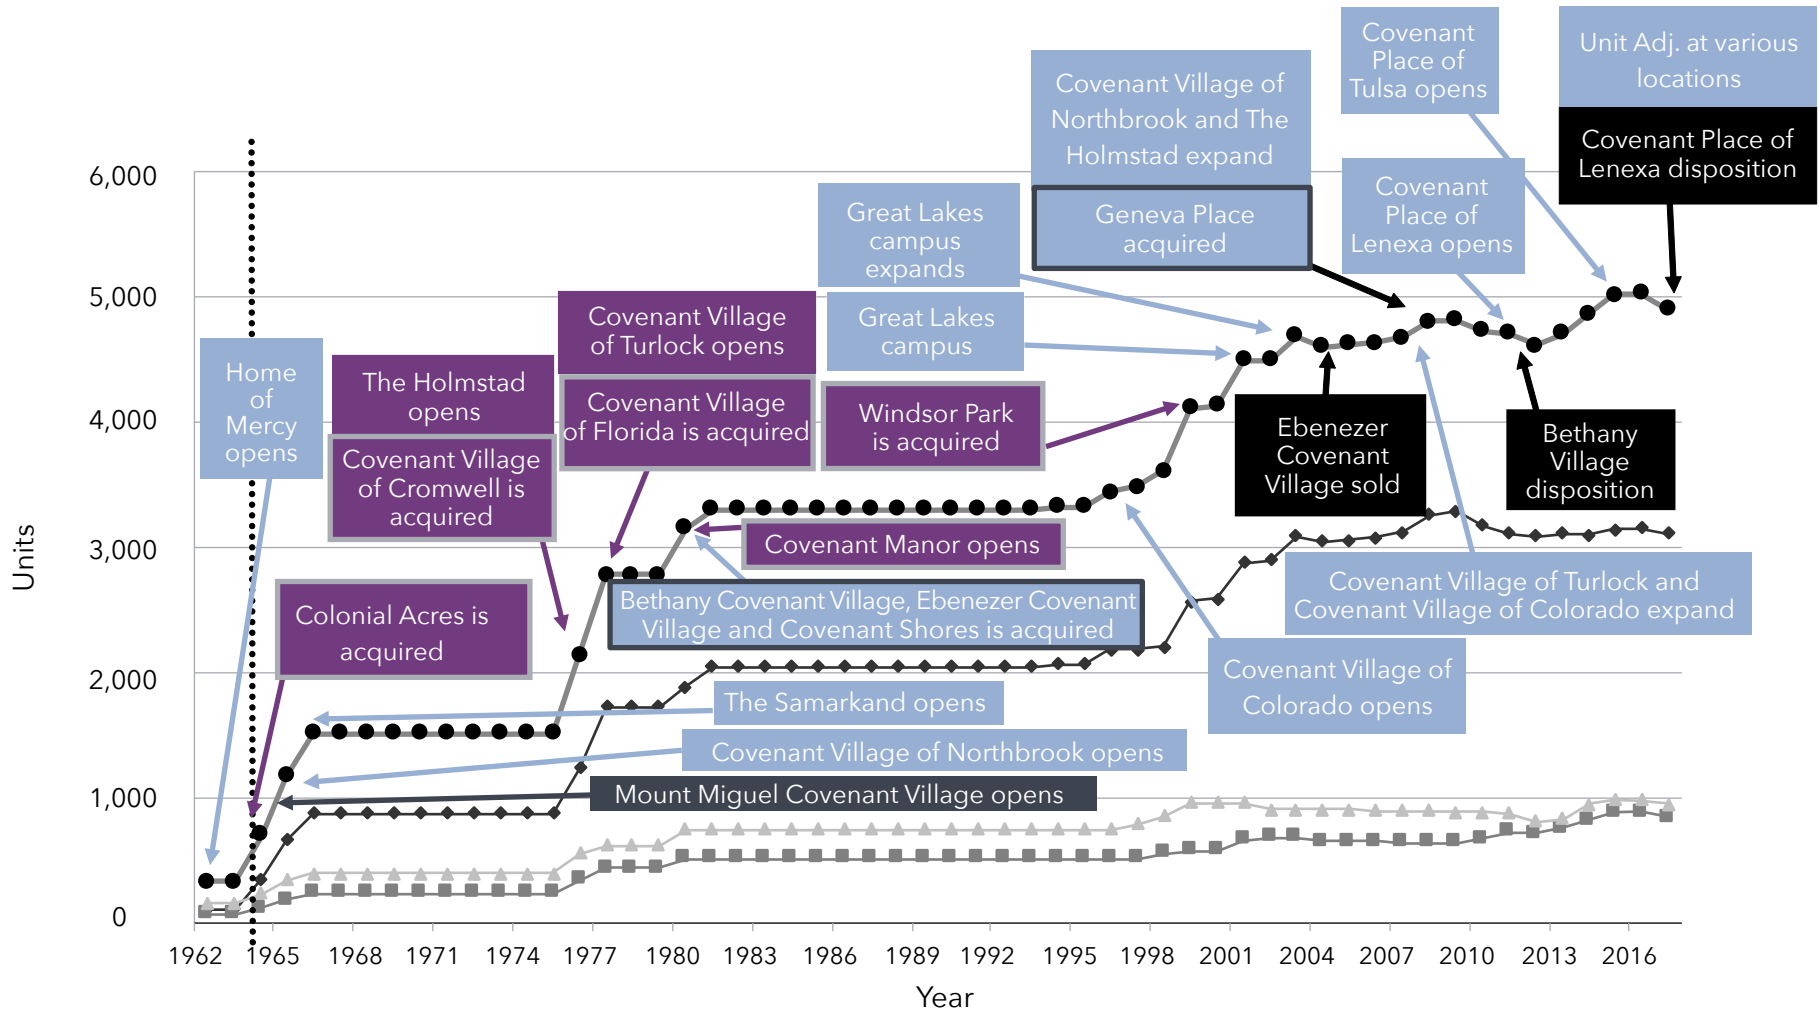 Covenant
Place of
Tulsa opens
Unit Adj. at various
locations
Covenant Place of
Lenexa disposition
Covenant Village of
Northbrook and The
Holmstad expand
Geneva Place
acquired
Covenant
Place of
Lenexa opens
Great Lakes
campus
expands
Great Lakes
campus
Covenant Village
of Turlock opens
Covenant Village
of Florida is acquired
Windsor Park
is acquired
Home
of
Mercy
opens
The Holmstad
opens
Covenant Village
of Cromwell is
acquired
Ebenezer
Covenant
Village sold
Bethany
Village
disposition
Covenant Manor opens
Bethany Covenant Village, Ebenezer Covenant
Village and Covenant Shores is acquired
Colonial Acres is
acquired
Covenant Village of Turlock and
Covenant Village of Colorado expand
Covenant Village of
Colorado opens
The Samarkand opens
Covenant Village of Northbrook opens
Mount Miguel Covenant Village opens
Units
6,000
5,000
4,000
3,000
2,000
1,000
0
1962 1965 1968 1971 1974 1977 1980 1983 1986 1989 1992 1995 1998 2001 2004 2007 2010 2013 2016
Year